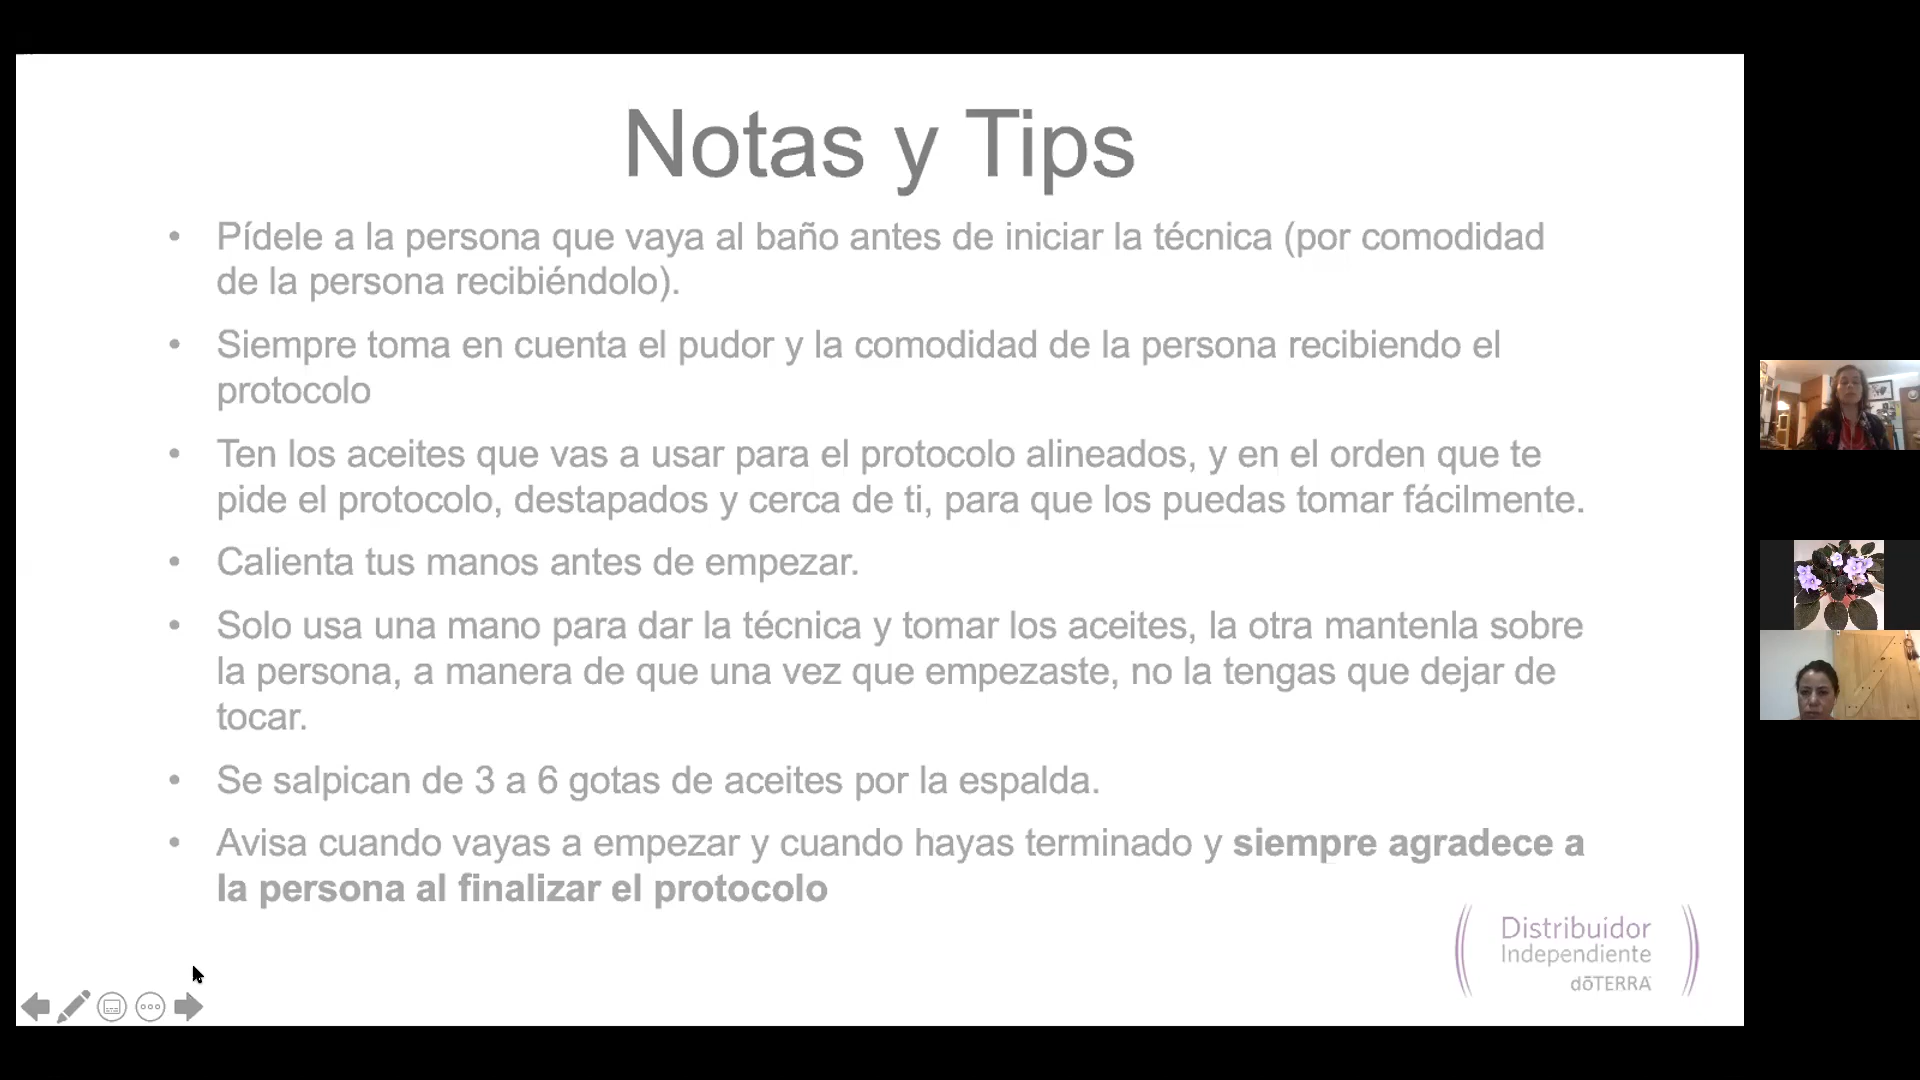 Notas y Tips
• Pídele a la persona que vaya al baño antes de iniciar la técnica (por comodidad
de la persona recibiéndolo).
• Siempre toma en cuenta el pudor y la comodidad de la persona recibiendo el
protocolo
• Ten los aceites que vas a usar para el protocolo alineados, y en el orden que te
pide el protocolo, destapados y cerca de ti, para que los puedas tomar fácilmente.
• Calienta tus manos antes de empezar.
• Solo usa una mano para dar la técnica y tomar los aceites, la otra mantenla sobre
la persona, a manera de que una vez que empezaste, no la tengas que dejar de
tocar.
• Se salpican de 3 a 6 gotas de aceites por la espalda.
• Avisa cuando vayas a empezar y cuando hayas terminado y siempre agradece a
la persona al finalizar el protocolo
Distribuidor
Independiente
dōTERRA